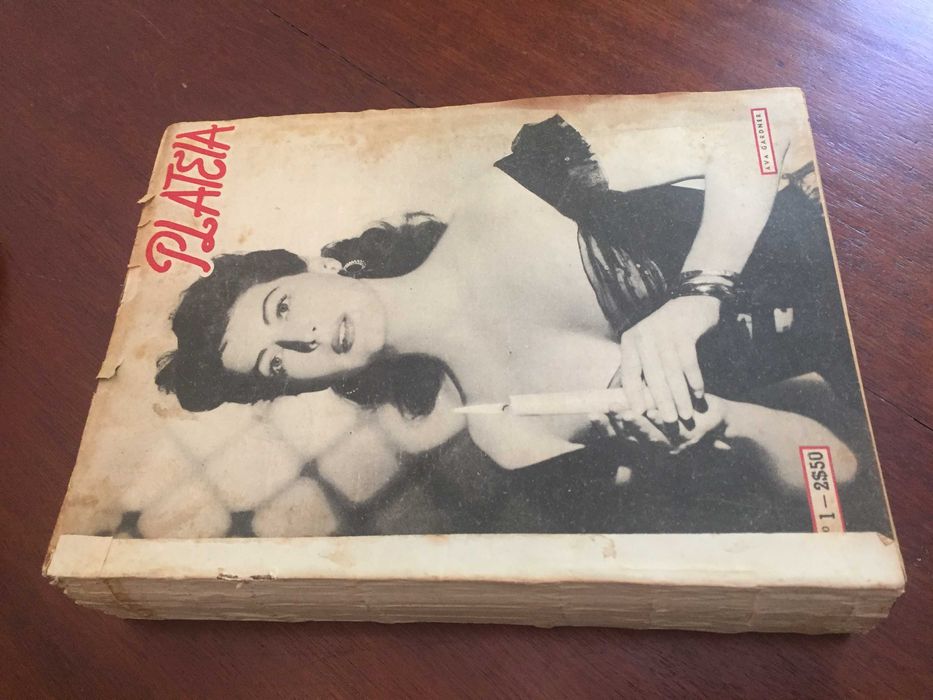 PLATEIA
AVA GARDNER
º 1 — 2$50